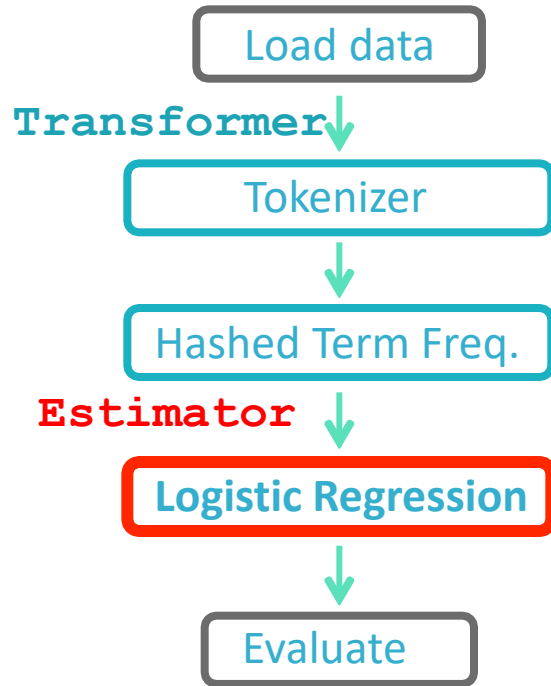 Load data
Transformer
Tokenizer
Hashed Term Freq.
Estimator
Logistic Regression
Evaluate